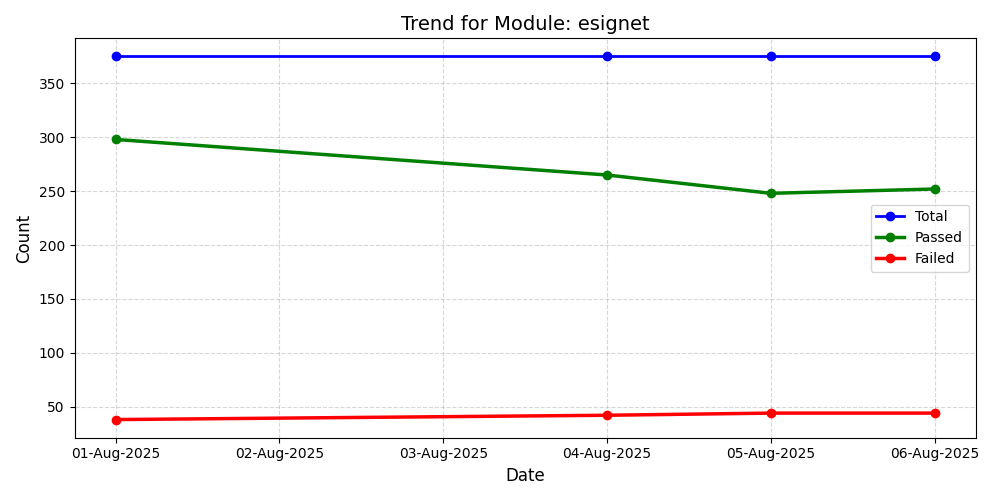 Trend for Module: esignet
Count
350
300
250
200
150
100
50
Total
Passed
Failed
01-Aug-2025 02-Aug-2025 03-Aug-2025 04-Aug-2025 05-Aug-2025 06-Aug-2025
Date